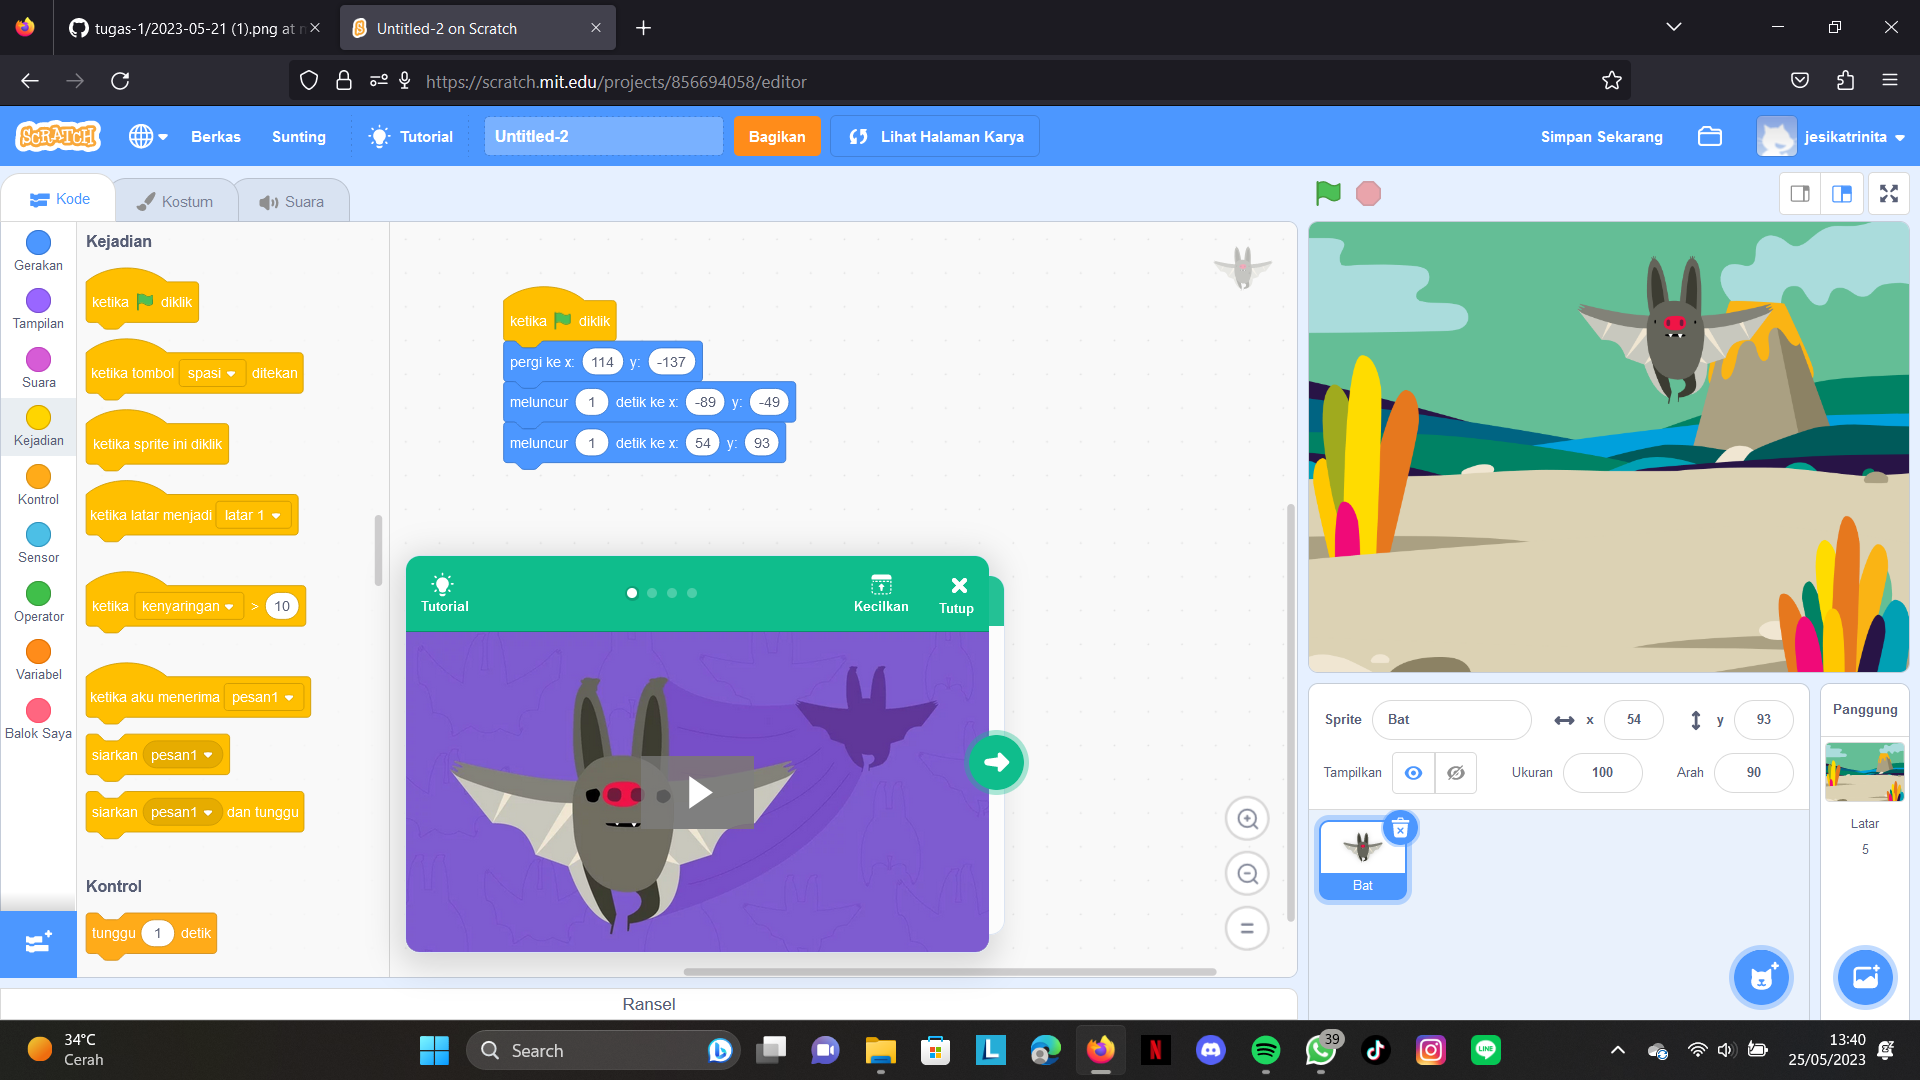 tugas-1/2023-05-21 (1).png at
Untitled-2 on Scratch
https://scratch.mit.edu/projects/856694058/editor
SCRATCH
Berkas
Sunting
Tutorial
Untitled-2
Bagikan
Lihat Halaman Karya
Simpan Sekarang
jesikatrinita
Kode
Kostum
Suara
Gerakan
Tampilan
Suara
Kejadian
Kontrol
Sensor
Operator
Variabel
Balok Saya
Kejadian
ketika diklik
ketika tombol spasi ditekan
ketika sprite ini diklik
ketika latar menjadi latar 1
ketika kenyaringan > 10
ketika aku menerima pesan1
siarkan pesan1
siarkan pesan1 dan tunggu
Kontrol
tunggu 1 detik
ketika diklik
pergi ke x: 114 y: -137
meluncur 1 detik ke x: -89 y: -49
meluncur 1 detik ke x: 54 y: 93
Tutorial
Kecilkan
Tutup
Sprite Bat x 54 y 93
Tampilkan Ukuran 100 Arah 90
Bat
Panggung
Latar
5
Ransel
34°C
Cerah
Search
39
13:40
25/05/2023